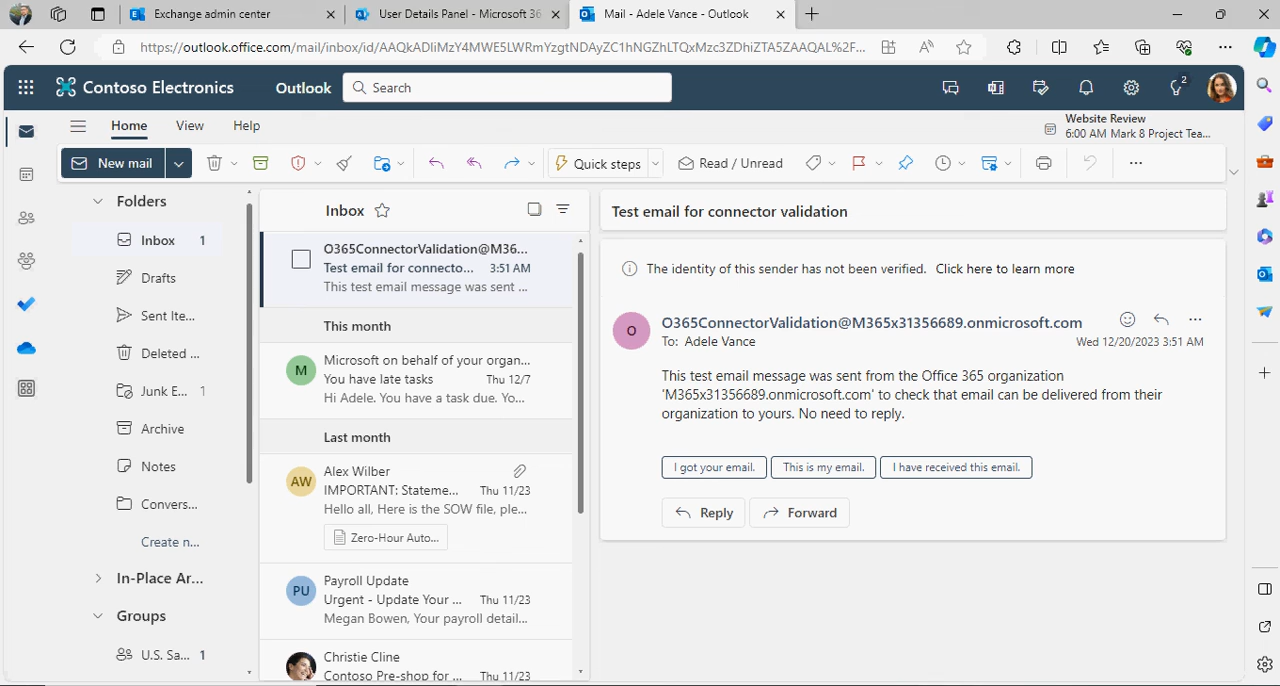 Exchange admin center
User Details Panel - Microsoft 36
Mail - Adele Vance - Outlook
https://outlook.office.com/mail/inbox/id/AAQkADIiMzY4MWE5LWRmYzgtNDAyZC1hNGZhLTQxMzc3ZDhiZTA5ZAAQAL%2F...
Contoso Electronics
Outlook
Search
2
Home
View
Help
Website Review
6:00 AM Mark 8 Project Tea...
New mail
Quick steps
Read / Unread
Folders
Inbox 1
Drafts
Sent Ite...
Deleted ...
Junk E... 1
Archive
Notes
Convers...
Create n...
In-Place Ar...
Groups
U.S. Sa... 1
Inbox
O365ConnectorValidation@M36...
Test email for connecto... 3:51 AM
This test email message was sent ...
This month
M
Microsoft on behalf of your organ...
You have late tasks Thu 12/7
Hi Adele. You have a task due. Yo...
Last month
AW
Alex Wilber
IMPORTANT: Stateme... Thu 11/23
Hello all, Here is the SOW file, ple...
Zero-Hour Auto...
PU
Payroll Update
Urgent - Update Your ... Thu 11/23
Megan Bowen, Your payroll detail...
Christie Cline
Contoso Pre-shop for ... Thu 11/23
Test email for connector validation
The identity of this sender has not been verified. Click here to learn more
O
O365ConnectorValidation@M365x31356689.onmicrosoft.com
To: Adele Vance
Wed 12/20/2023 3:51 AM
This test email message was sent from the Office 365 organization
'M365x31356689.onmicrosoft.com' to check that email can be delivered from their
organization to yours. No need to reply.
I got your email.
This is my email.
I have received this email.
Reply
Forward